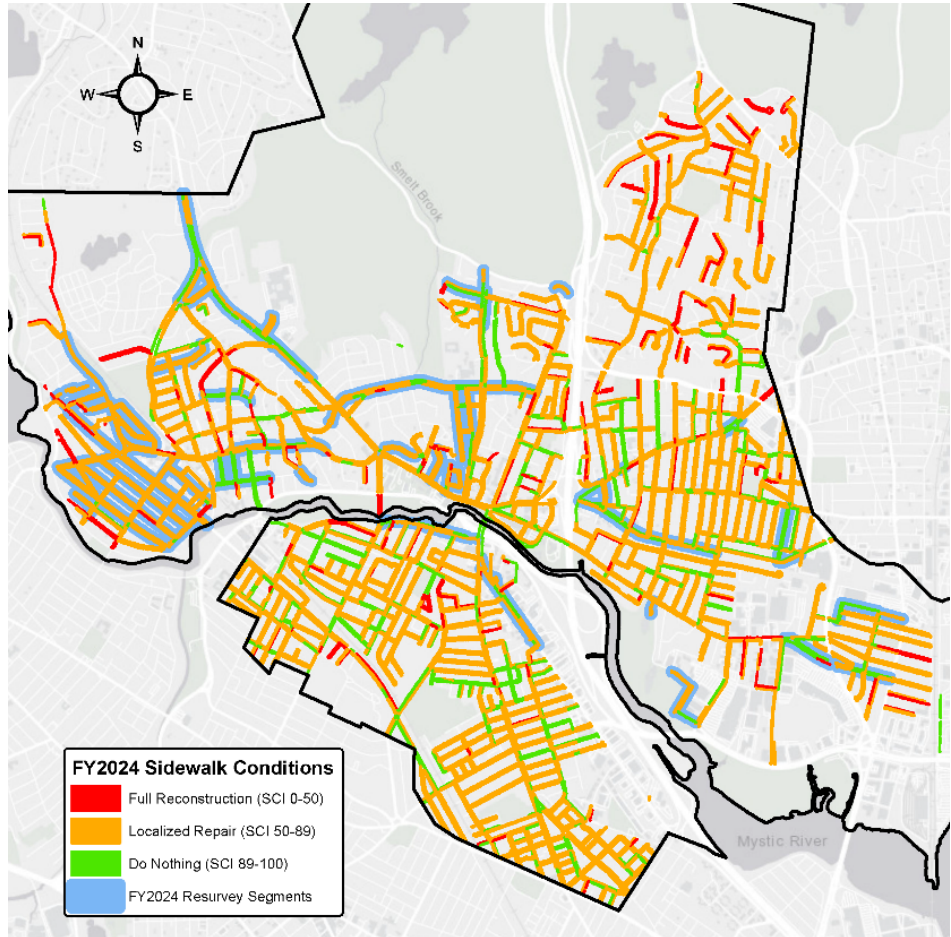 N
W E
S
Smelt Brook
FY2024 Sidewalk Conditions
Full Reconstruction (SCI 0-50)
Localized Repair (SCI 50-89)
Do Nothing (SCI 89-100)
FY2024 Resurvey Segments
Mystic River